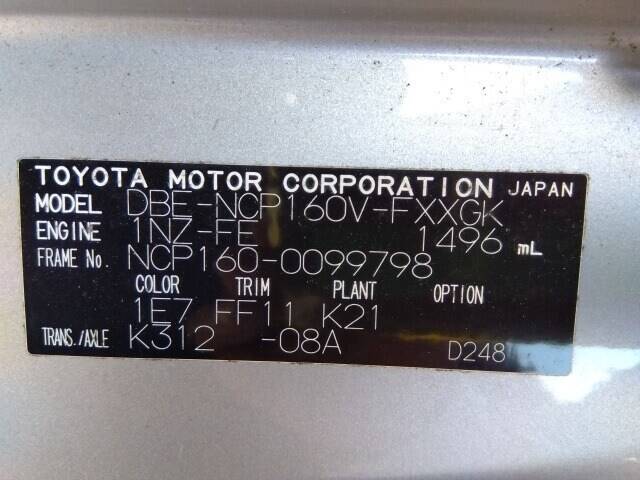 TOYOTA MOTOR CORPORATION JAPAN
MODEL DBE-NCP160V-FXXGK
ENGINE 1NZ-FE 1496 mL
FRAME No. NCP160-0099798
COLOR TRIM PLANT OPTION
1E7 FF11 K21
TRANS./AXLE K312 -08A D248